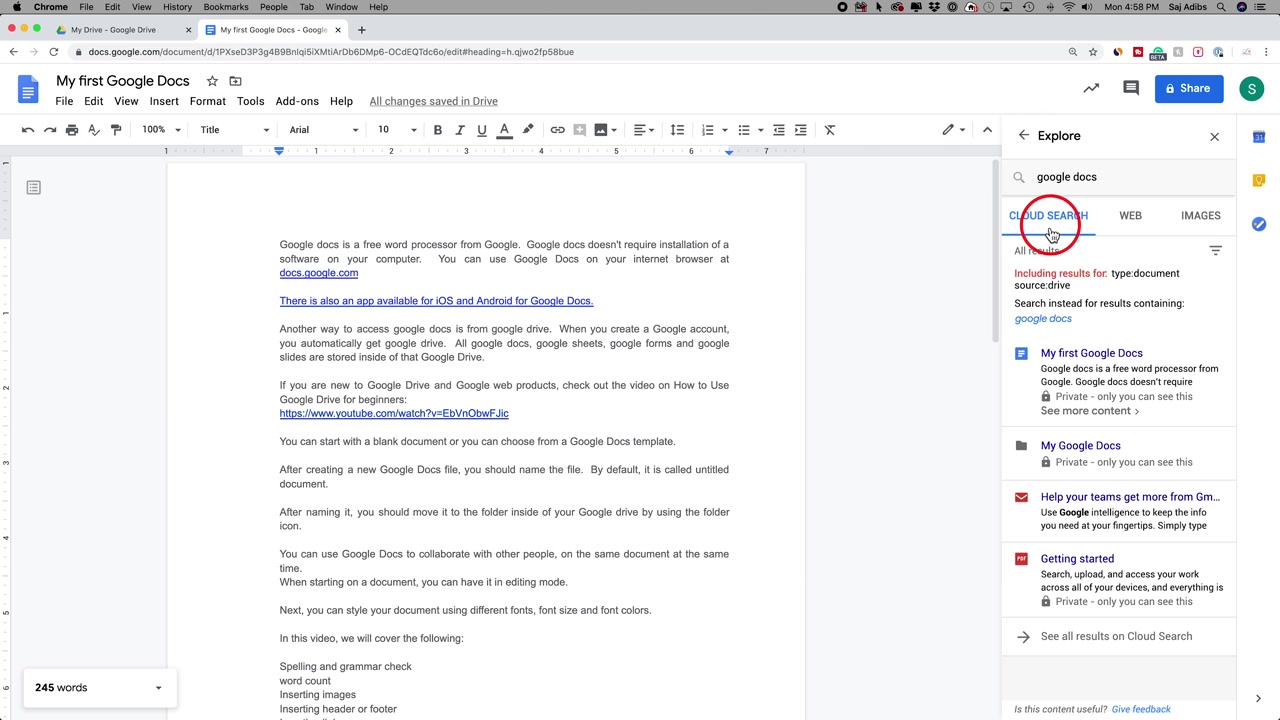 Chrome File Edit View History Bookmarks People Tab Window Help
Mon 4:58 PM Saj Adibs
My Drive - Google Drive
My first Google Docs - Google
docs.google.com/document/d/1PXseD3P3g4B9BnIqi5iXMtiArDb6DMp6-OCdEQTdc6o/edit#heading=h.qjwo2fp58bue
BETA
My first Google Docs
File Edit View Insert Format Tools Add-ons Help All changes saved in Drive
Share
S
100% Title Arial 10 B I U A
1 1 2 3 4 5 6 7
Google docs is a free word processor from Google. Google docs doesn't require installation of a
software on your computer. You can use Google Docs on your internet browser at
docs.google.com
There is also an app available for iOS and Android for Google Docs.
Another way to access google docs is from google drive. When you create a Google account,
you automatically get google drive. All google docs, google sheets, google forms and google
slides are stored inside of that Google Drive.
If you are new to Google Drive and Google web products, check out the video on How to Use
Google Drive for beginners:
https://www.youtube.com/watch?v=EbVnObwFJic
You can start with a blank document or you can choose from a Google Docs template.
After creating a new Google Docs file, you should name the file. By default, it is called untitled
document.
After naming it, you should move it to the folder inside of your Google drive by using the folder
icon.
You can use Google Docs to collaborate with other people, on the same document at the same
time.
When starting on a document, you can have it in editing mode.
Next, you can style your document using different fonts, font size and font colors.
In this video, we will cover the following:
Spelling and grammar check
word count
Inserting images
Inserting header or footer
245 words
Explore
google docs
CLOUD SEARCH WEB IMAGES
All results
Including results for: type:document
source:drive
Search instead for results containing:
google docs
My first Google Docs
Google docs is a free word processor from
Google. Google docs doesn't require
Private - only you can see this
See more content
My Google Docs
Private - only you can see this
Help your teams get more from Gm...
Use Google intelligence to keep the info
you need at your fingertips. Simply type
PDF
Getting started
Search, upload, and access your work
across all of your devices, and everything is
Private - only you can see this
See all results on Cloud Search
Is this content useful? Give feedback
31